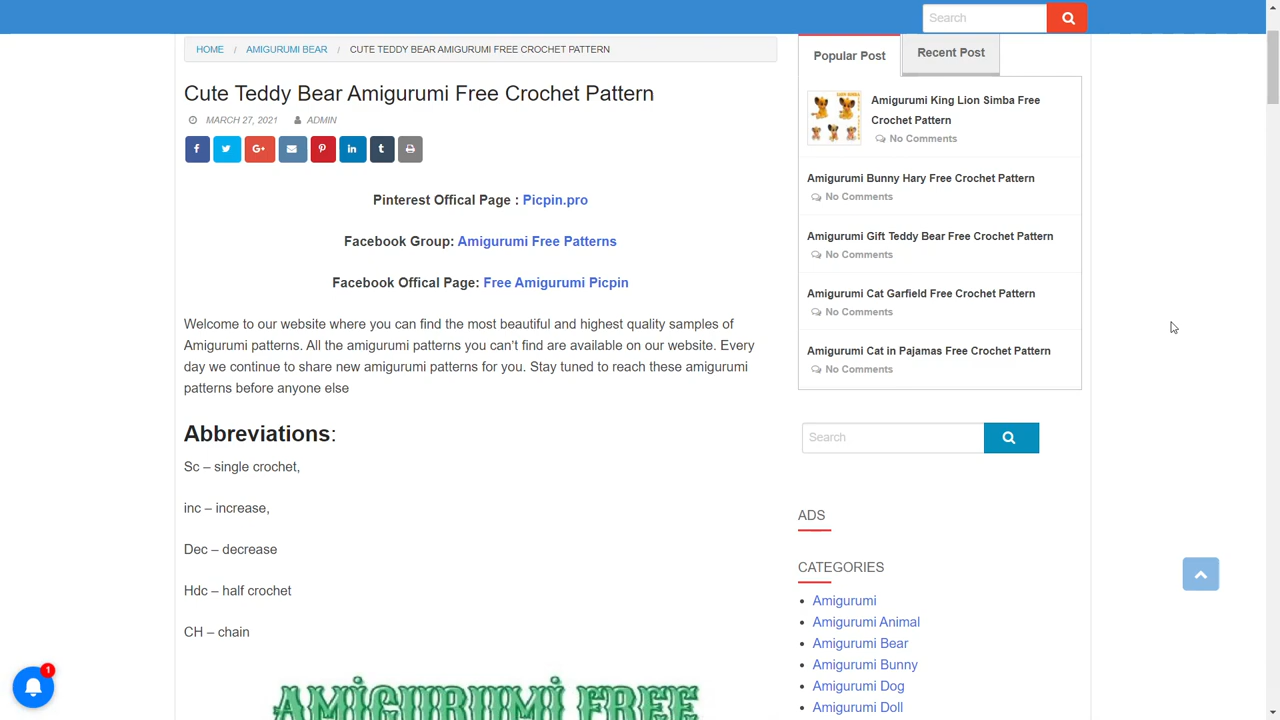 Search
HOME / AMIGURUMI BEAR / CUTE TEDDY BEAR AMIGURUMI FREE CROCHET PATTERN
Cute Teddy Bear Amigurumi Free Crochet Pattern
MARCH 27, 2021 ADMIN
Pinterest Offical Page : Picpin.pro
Facebook Group: Amigurumi Free Patterns
Facebook Offical Page: Free Amigurumi Picpin
Welcome to our website where you can find the most beautiful and highest quality samples of
Amigurumi patterns. All the amigurumi patterns you can’t find are available on our website. Every
day we continue to share new amigurumi patterns for you. Stay tuned to reach these amigurumi
patterns before anyone else
Abbreviations:
Sc – single crochet,
inc – increase,
Dec – decrease
Hdc – half crochet
CH – chain
AMİGURUMİ FREE
1
Popular Post
Recent Post
Amigurumi King Lion Simba Free
Crochet Pattern
No Comments
Amigurumi Bunny Hary Free Crochet Pattern
No Comments
Amigurumi Gift Teddy Bear Free Crochet Pattern
No Comments
Amigurumi Cat Garfield Free Crochet Pattern
No Comments
Amigurumi Cat in Pajamas Free Crochet Pattern
No Comments
Search
ADS
CATEGORIES
Amigurumi
Amigurumi Animal
Amigurumi Bear
Amigurumi Bunny
Amigurumi Dog
Amigurumi Doll